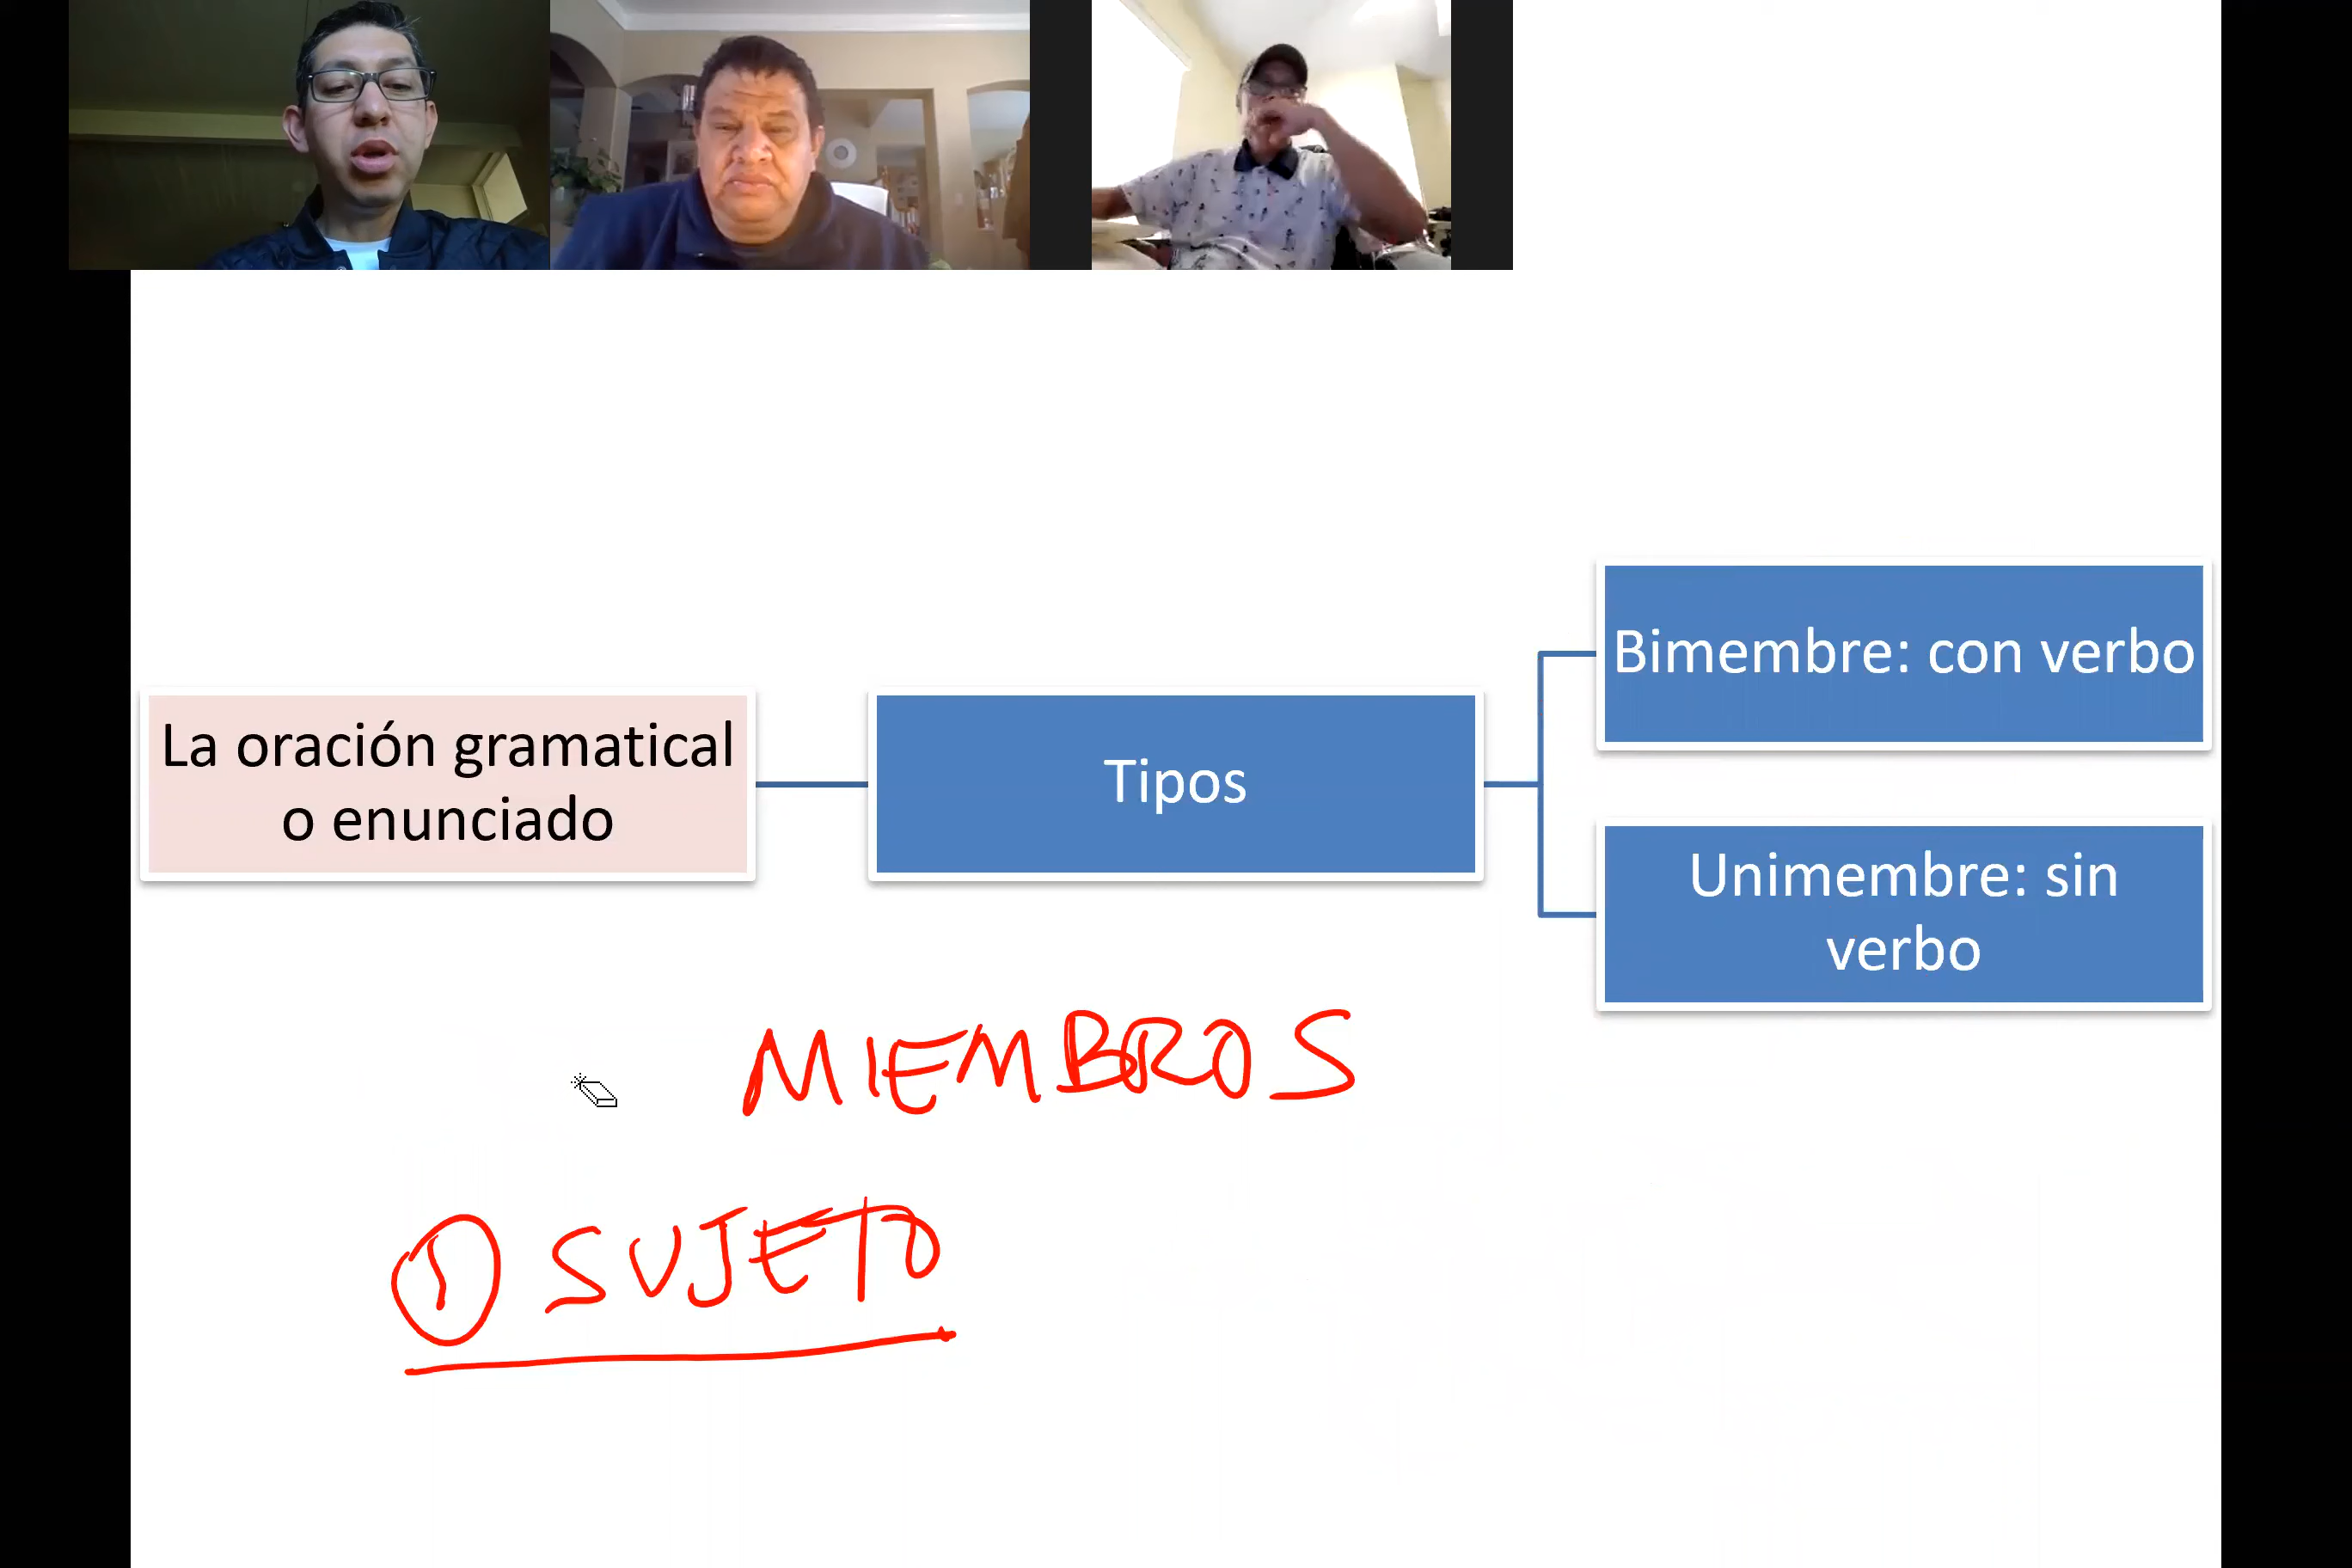 La oración gramatical
o enunciado
Tipos
Bimembre: con verbo
Unimembre: sin
verbo
MIEMBROS
1 SUJETO